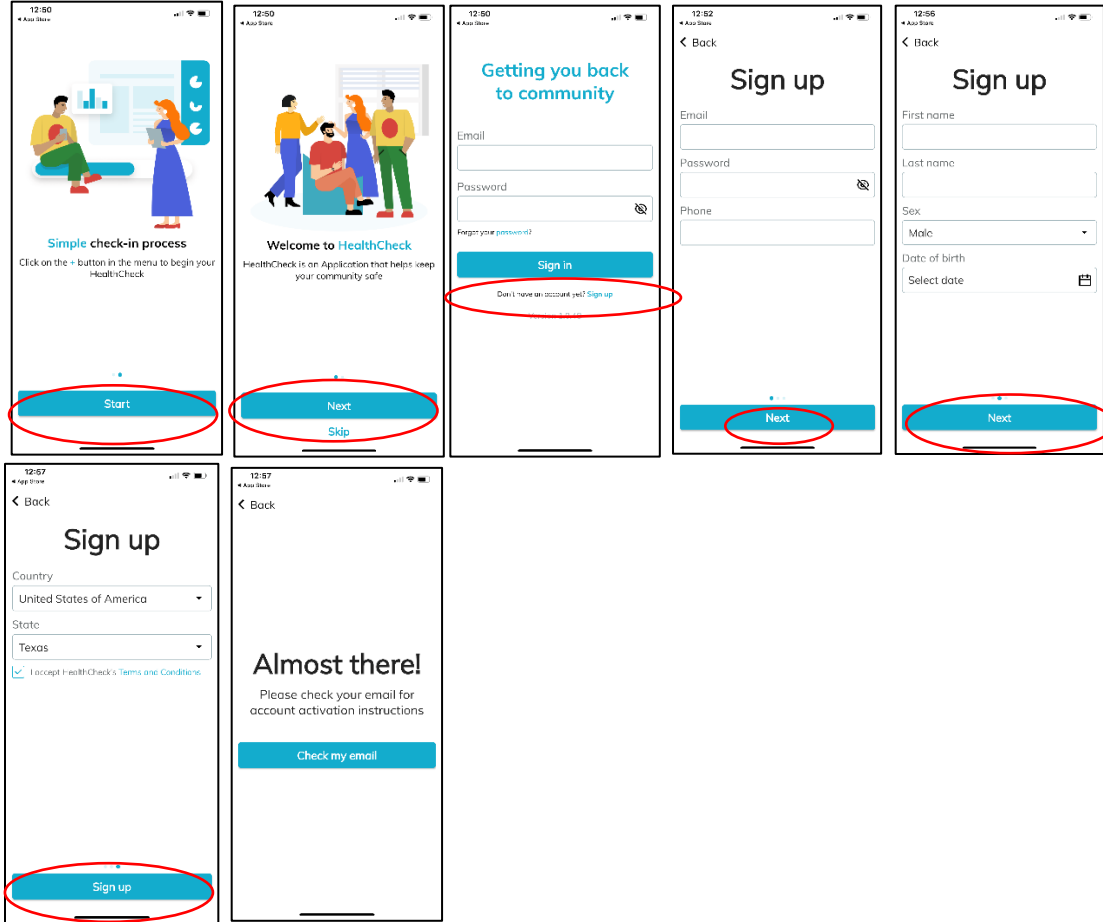 12:50
App Store
Simple check-in process
Click on the + button in the menu to begin your
HealthCheck
Start
12:50
App Store
Welcome to HealthCheck
HealthCheck is an Application that helps keep
your community safe
Next
Skip
12:50
App Store
Getting you back
to community
Email
Password
Forgot your password?
Sign in
Don't have an account yet? Sign up
12:52
App Store
Back
Sign up
Email
Password
Phone
Next
12:56
App Store
Back
Sign up
First name
Last name
Sex
Male
Date of birth
Select date
Next
12:57
App Store
Back
Sign up
Country
United States of America
State
Texas
I accept HealthCheck's Terms and Conditions
Sign up
12:57
App Store
Back
Almost there!
Please check your email for
account activation instructions
Check my email